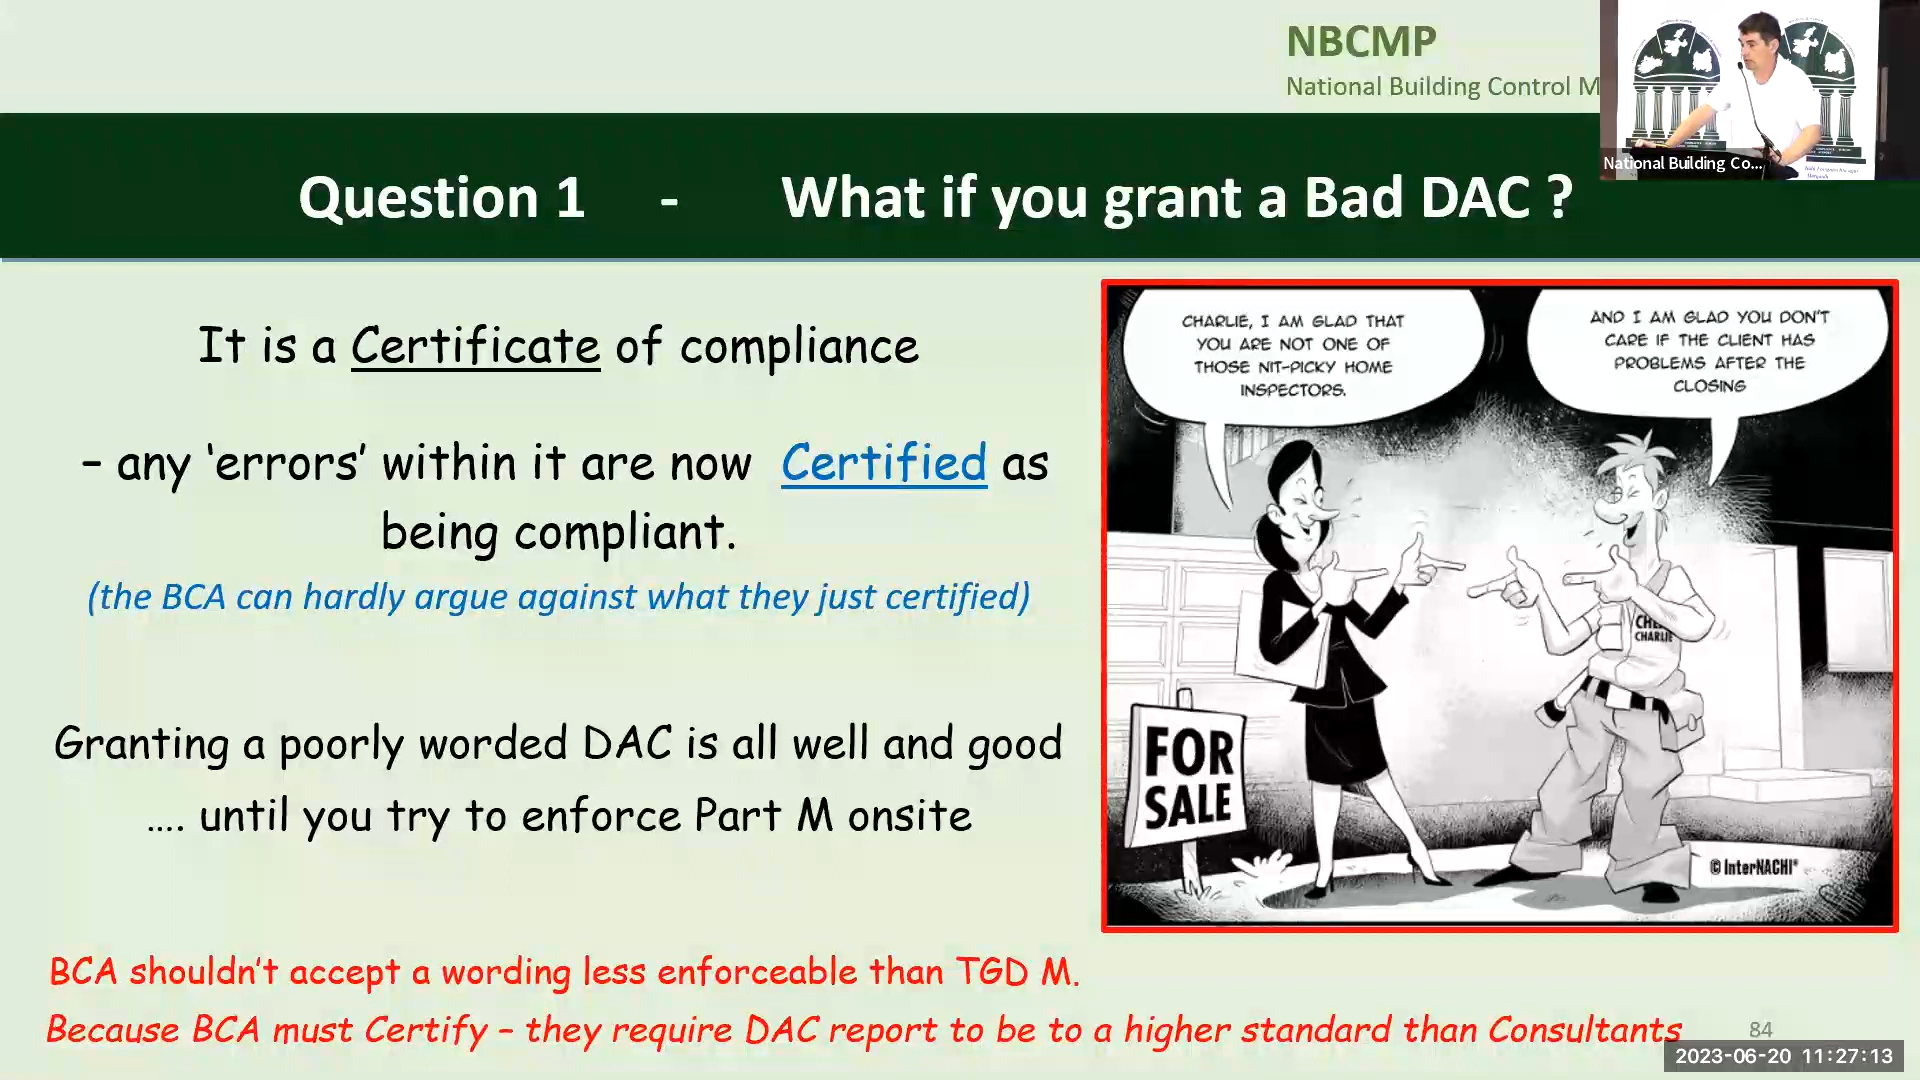 NBCMP
National Building Control M
National Building Co...
Question 1 - What if you grant a Bad DAC ?
It is a Certificate of compliance
– any ‘errors’ within it are now Certified as
being compliant.
(the BCA can hardly argue against what they just certified)
Granting a poorly worded DAC is all well and good
.... until you try to enforce Part M onsite
CHARLIE, I AM GLAD THAT
YOU ARE NOT ONE OF
THOSE NIT-PICKY HOME
INSPECTORS.
AND I AM GLAD YOU DON'T
CARE IF THE CLIENT HAS
PROBLEMS AFTER THE
CLOSING
CHARLIE
FOR
SALE
© InterNACHI®
BCA shouldn’t accept a wording less enforceable than TGD M.
Because BCA must Certify – they require DAC report to be to a higher standard than Consultants
84
2023-06-20 11:27:13